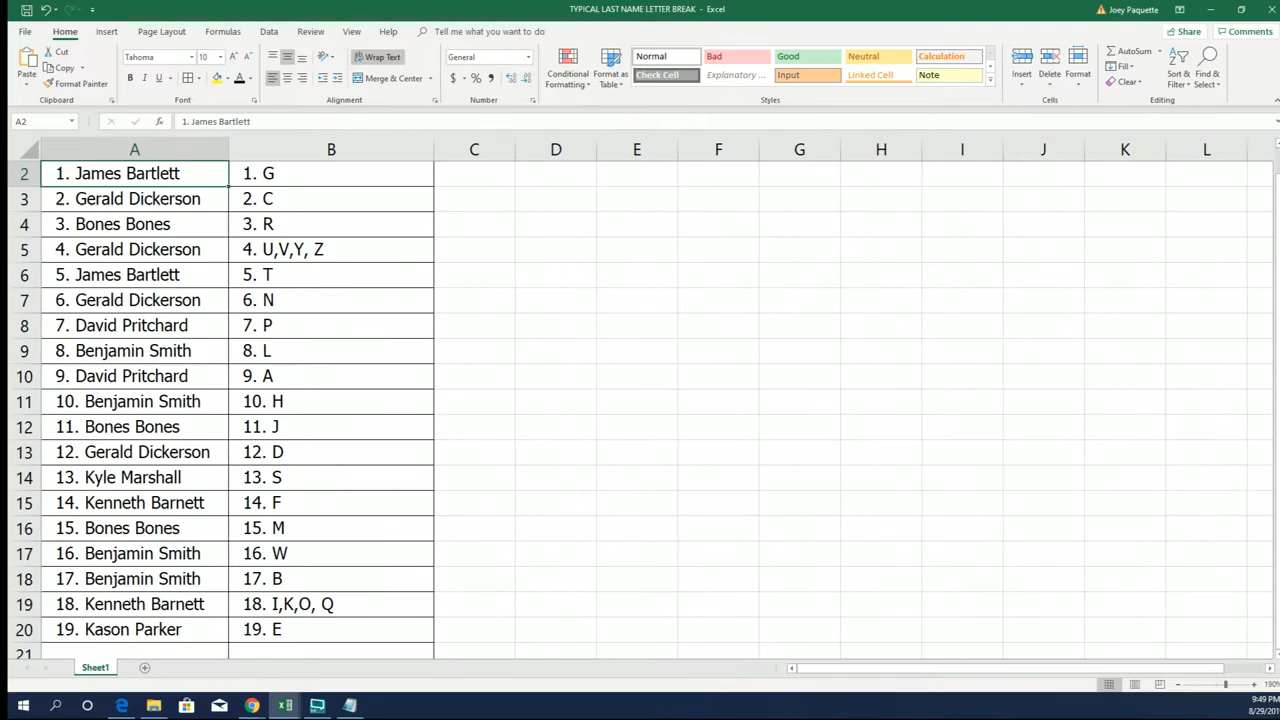 TYPICAL LAST NAME LETTER BREAK - Excel
Joey Paquette
File Home Insert Page Layout Formulas Data Review View Help Tell me what you want to do
Share Comments
Cut
Copy
Format Painter
Paste
Clipboard
Tahoma 10
B I U
Font
Wrap Text
Merge & Center
Alignment
General
$ % ,
Number
Conditional Formatting
Format as Table
Normal Bad Good Neutral Calculation
Check Cell Explanatory ... Input Linked Cell Note
Styles
Insert Delete Format
Cells
AutoSum
Fill
Clear
Sort & Filter
Find & Select
Editing
A2 fx 1. James Bartlett
A B C D E F G H I J K L
2 1. James Bartlett 1. G
3 2. Gerald Dickerson 2. C
4 3. Bones Bones 3. R
5 4. Gerald Dickerson 4. U,V,Y, Z
6 5. James Bartlett 5. T
7 6. Gerald Dickerson 6. N
8 7. David Pritchard 7. P
9 8. Benjamin Smith 8. L
10 9. David Pritchard 9. A
11 10. Benjamin Smith 10. H
12 11. Bones Bones 11. J
13 12. Gerald Dickerson 12. D
14 13. Kyle Marshall 13. S
15 14. Kenneth Barnett 14. F
16 15. Bones Bones 15. M
17 16. Benjamin Smith 16. W
18 17. Benjamin Smith 17. B
19 18. Kenneth Barnett 18. I,K,O, Q
20 19. Kason Parker 19. E
21
Sheet1
190%
9:49 PM
8/29/201